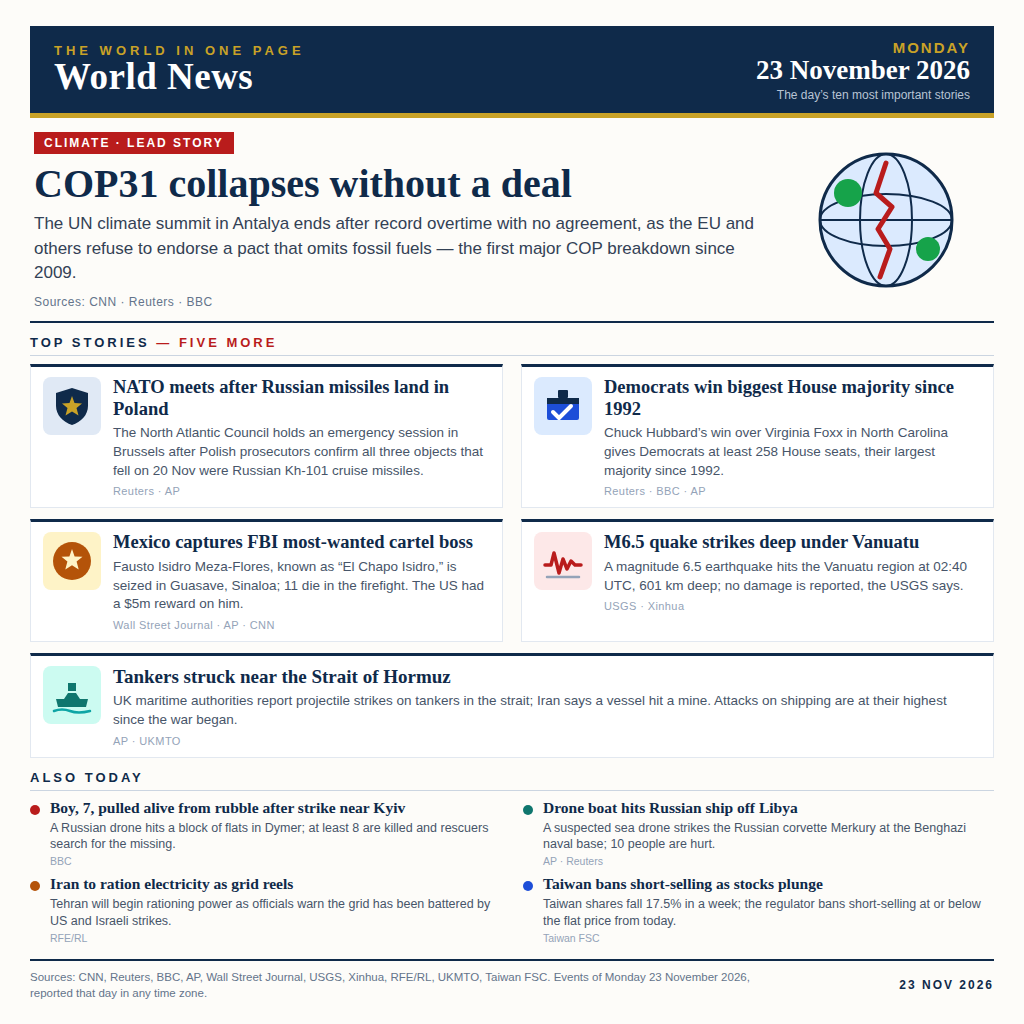 THE WORLD IN ONE PAGE
World News
MONDAY
23 November 2026
The day's ten most important stories
CLIMATE · LEAD STORY
COP31 collapses without a deal
The UN climate summit in Antalya ends after record overtime with no agreement, as the EU and
others refuse to endorse a pact that omits fossil fuels — the first major COP breakdown since
2009.
Sources: CNN · Reuters · BBC
TOP STORIES — FIVE MORE
NATO meets after Russian missiles land in
Poland
The North Atlantic Council holds an emergency session in
Brussels after Polish prosecutors confirm all three objects that
fell on 20 Nov were Russian Kh-101 cruise missiles.
Reuters · AP
Democrats win biggest House majority since
1992
Chuck Hubbard’s win over Virginia Foxx in North Carolina
gives Democrats at least 258 House seats, their largest
majority since 1992.
Reuters · BBC · AP
Mexico captures FBI most-wanted cartel boss
Fausto Isidro Meza-Flores, known as “El Chapo Isidro,” is
seized in Guasave, Sinaloa; 11 die in the firefight. The US had
a $5m reward on him.
Wall Street Journal · AP · CNN
M6.5 quake strikes deep under Vanuatu
A magnitude 6.5 earthquake hits the Vanuatu region at 02:40
UTC, 601 km deep; no damage is reported, the USGS says.
USGS · Xinhua
Tankers struck near the Strait of Hormuz
UK maritime authorities report projectile strikes on tankers in the strait; Iran says a vessel hit a mine. Attacks on shipping are at their highest
since the war began.
AP · UKMTO
ALSO TODAY
Boy, 7, pulled alive from rubble after strike near Kyiv
A Russian drone hits a block of flats in Dymer; at least 8 are killed and rescuers
search for the missing.
BBC
Drone boat hits Russian ship off Libya
A suspected sea drone strikes the Russian corvette Merkury at the Benghazi
naval base; 10 people are hurt.
AP · Reuters
Iran to ration electricity as grid reels
Tehran will begin rationing power as officials warn the grid has been battered by
US and Israeli strikes.
RFE/RL
Taiwan bans short-selling as stocks plunge
Taiwan shares fall 17.5% in a week; the regulator bans short-selling at or below
the flat price from today.
Taiwan FSC
Sources: CNN, Reuters, BBC, AP, Wall Street Journal, USGS, Xinhua, RFE/RL, UKMTO, Taiwan FSC. Events of Monday 23 November 2026,
reported that day in any time zone.
23 NOV 2026